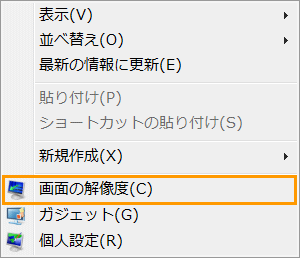 表示(V)
並べ替え(O)
最新の情報に更新(E)
貼り付け(P)
ショートカットの貼り付け(S)
新規作成(X)
画面の解像度(C)
ガジェット(G)
個人設定(R)